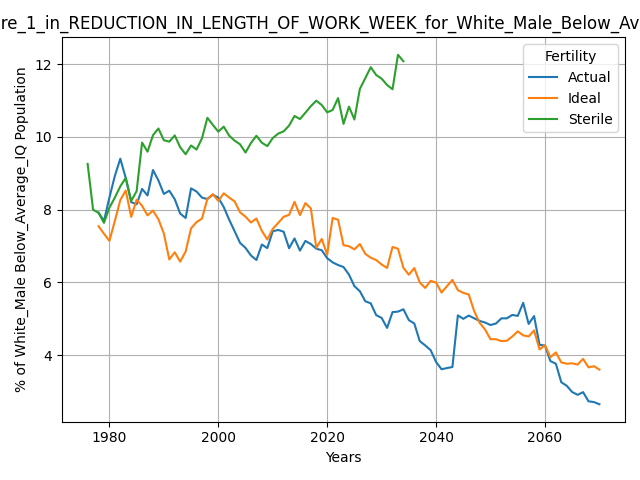 re_1_in_REDUCTION_IN_LENGTH_OF_WORK_WEEK_for_White_Male_Below_Av
Fertility
Actual
Ideal
Sterile
% of White_Male Below_Average_IQ Population
12
10
8
6
4
1980 2000 2020 2040 2060
Years